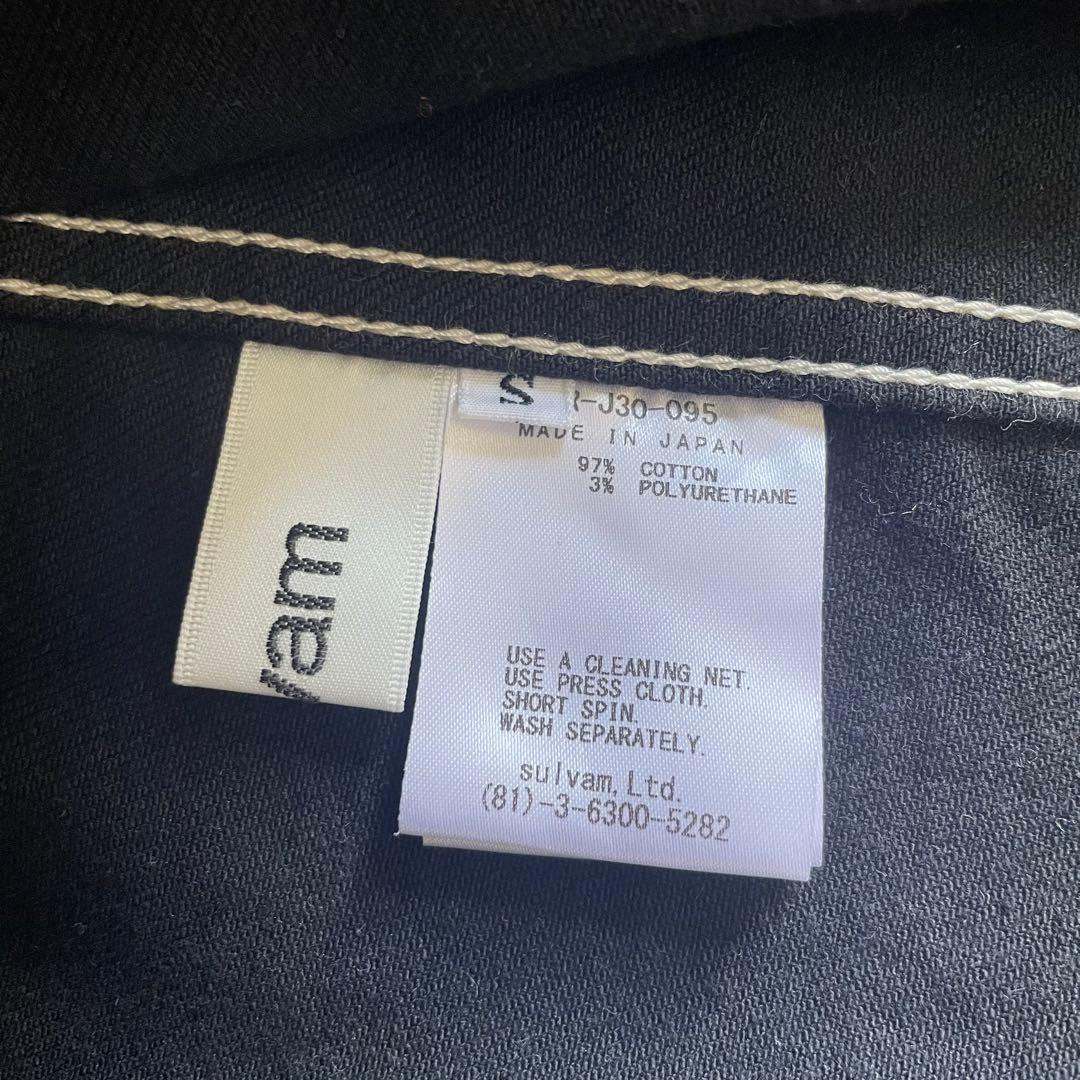 vam
S
R-J30-095
MADE IN JAPAN
97% COTTON
3% POLYURETHANE
USE A CLEANING NET.
USE PRESS CLOTH.
SHORT SPIN.
WASH SEPARATELY.
sulvam,Ltd.
(81)-3-6300-5282